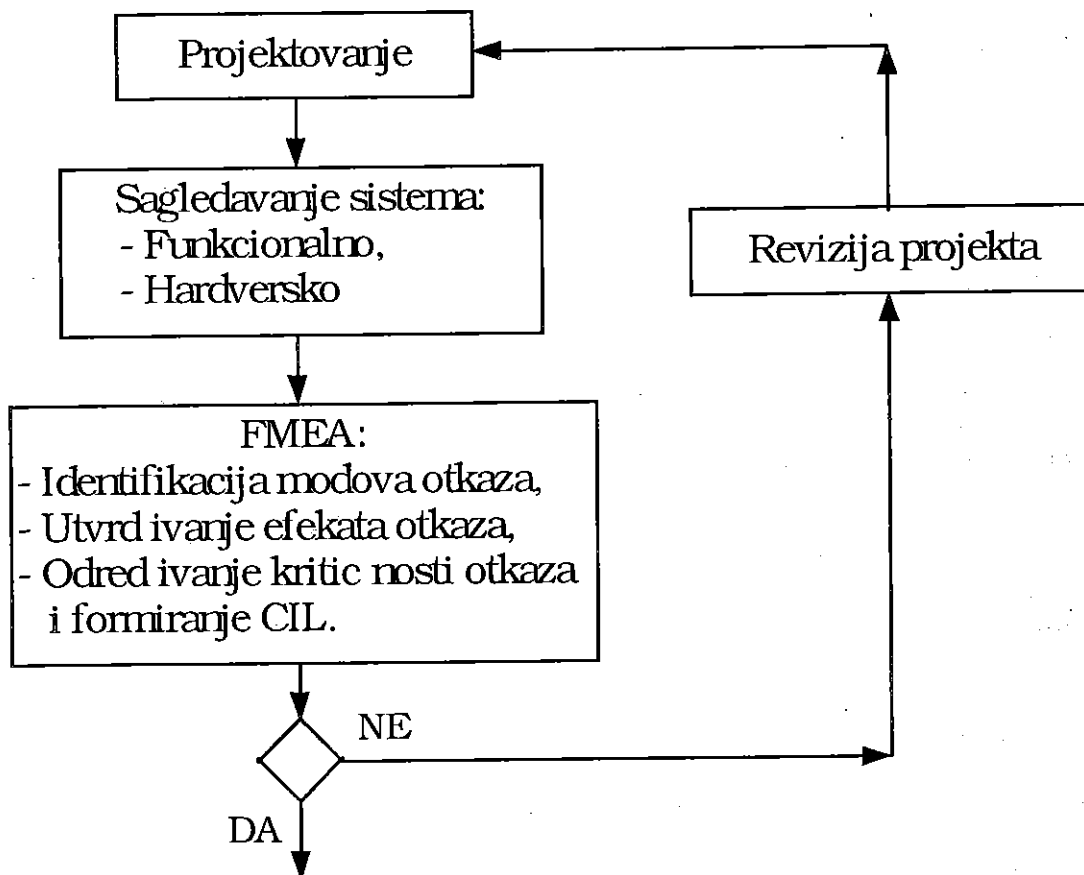 Projektovanje
Sagledavanje sistema:
- Funkcionalno,
- Hardversko
Revizija projekta
FMEA:
- Identifikacija modova otkaza,
- Utvrd ivanje efekata otkaza,
- Odred ivanje kritic nosti otkaza
i formiranje CIL.
NE
DA